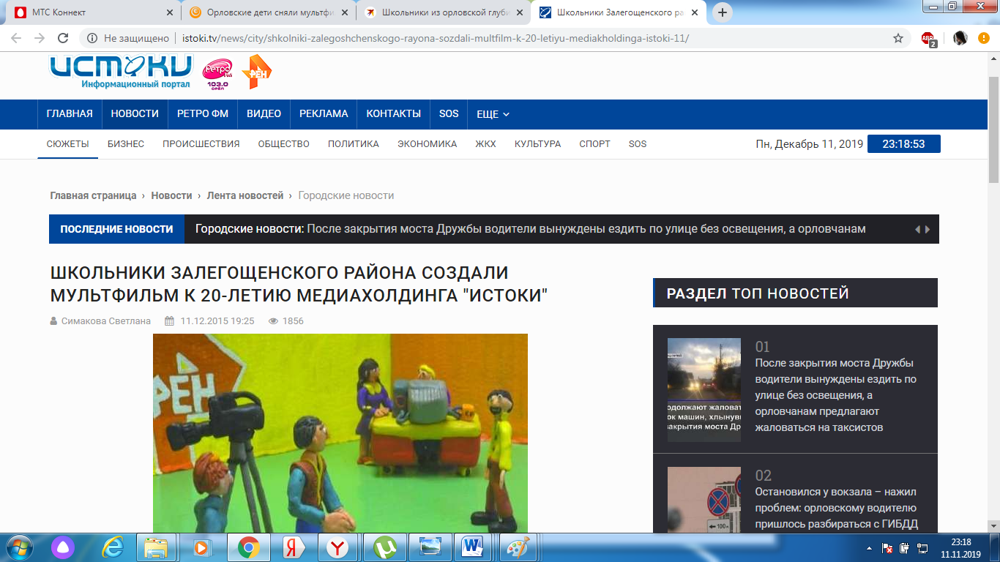 МТС Коннект
Орловские дети сняли мультфи
Школьники из орловской глуби
Школьники Залегощенского ра
Не защищено
istoki.tv/news/city/shkolniki-zalegoshchenskogo-rayona-sozdali-multfilm-k-20-letiyu-mediakholdinga-istoki-11/
ABP
2
истоки
Информационный портал
Ретро FM
103.0
ОРЁЛ
РЕН
ГЛАВНАЯ
НОВОСТИ
РЕТРО ФМ
ВИДЕО
РЕКЛАМА
КОНТАКТЫ
SOS
ЕЩЕ
СЮЖЕТЫ
БИЗНЕС
ПРОИСШЕСТВИЯ
ОБЩЕСТВО
ПОЛИТИКА
ЭКОНОМИКА
ЖКХ
КУЛЬТУРА
СПОРТ
SOS
Пн, Декабрь 11, 2019
23:18:53
Главная страница › Новости › Лента новостей › Городские новости
ПОСЛЕДНИЕ НОВОСТИ
Городские новости: После закрытия моста Дружбы водители вынуждены ездить по улице без освещения, а орловчанам
ШКОЛЬНИКИ ЗАЛЕГОЩЕНСКОГО РАЙОНА СОЗДАЛИ
МУЛЬТФИЛЬМ К 20-ЛЕТИЮ МЕДИАХОЛДИНГА "ИСТОКИ"
Симакова Светлана
11.12.2015 19:25
1856
РЕН
РАЗДЕЛ ТОП НОВОСТЕЙ
одолжают жаловат
ок машин, хлынувш
закрытия моста Др
01
После закрытия моста Дружбы
водители вынуждены ездить по
улице без освещения, а
орловчанам предлагают
жаловаться на таксистов
100м
02
Остановился у вокзала – нажил
проблем: орловскому водителю
пришлось разбираться с ГИБДД
23:18
11.11.2019